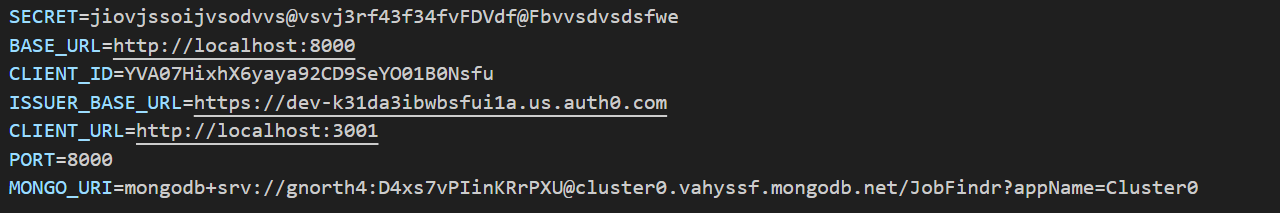 SECRET=jiovjssoijvsodvvs@vsvj3rf43f34fvFDVdf@Fbvvsdvsdsfwe
BASE_URL=http://localhost:8000
CLIENT_ID=YVA07HixhX6yaya92CD9SeYO01B0Nsfu
ISSUER_BASE_URL=https://dev-k31da3ibwbsfui1a.us.auth0.com
CLIENT_URL=http://localhost:3001
PORT=8000
MONGO_URI=mongodb+srv://gnorth4:D4xs7vPIinKRrPXU@cluster0.vahyssf.mongodb.net/JobFindr?appName=Cluster0